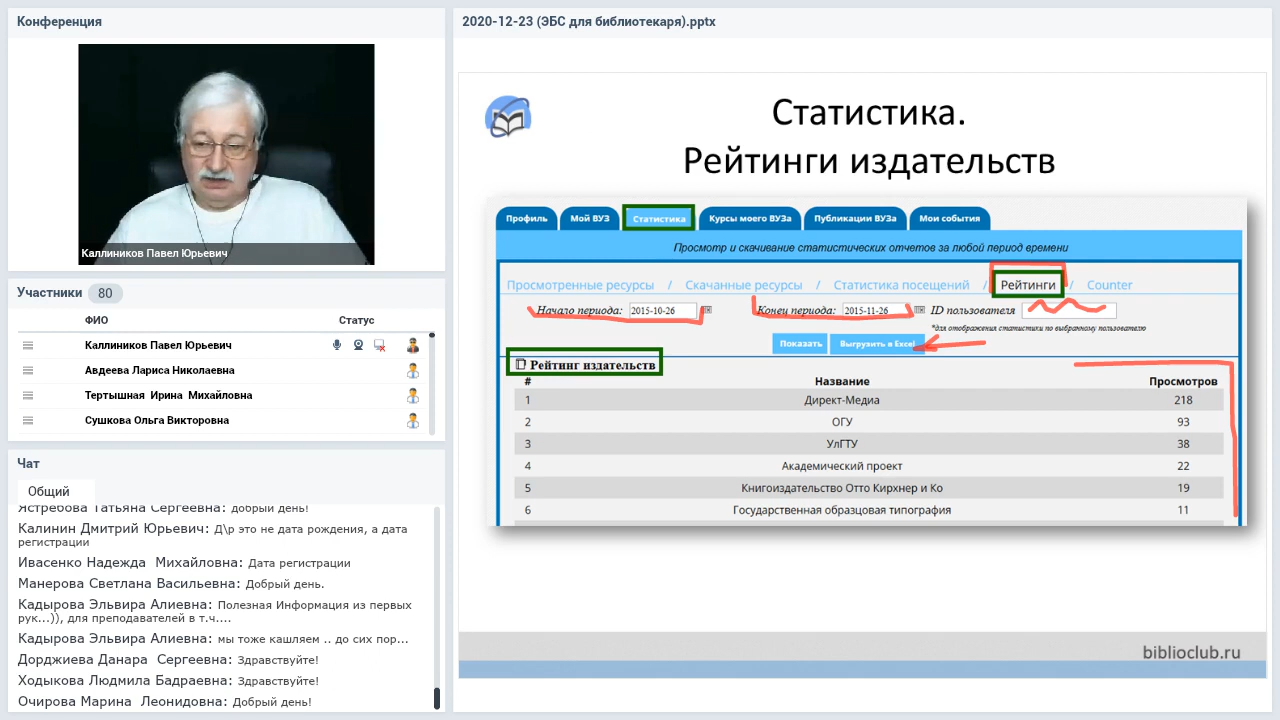 Конференция
Каллиников Павел Юрьевич
Участники 80
ФИО Статус
Каллиников Павел Юрьевич
Авдеева Лариса Николаевна
Тертышная Ирина Михайловна
Сушкова Ольга Викторовна
Чат
Общий
Ястребова Татьяна Сергеевна: добрый день!
Калинин Дмитрий Юрьевич: Д\р это не дата рождения, а дата
регистрации
Ивасенко Надежда Михайловна: Дата регистрации
Манерова Светлана Васильевна: Добрый день.
Кадырова Эльвира Алиевна: Полезная Информация из первых
рук...)), для преподавателей в т.ч....
Кадырова Эльвира Алиевна: мы тоже кашляем .. до сих пор...
Дорджиева Данара Сергеевна: Здравствуйте!
Ходыкова Людмила Бадраевна: Здравствуйте!
Очирова Марина Леонидовна: Добрый день!
2020-12-23 (ЭБС для библиотекаря).pptx
Статистика.
Рейтинги издательств
Профиль Мой ВУЗ Статистика Курсы моего ВУЗа Публикации ВУЗа Мои события
Просмотр и скачивание статистических отчетов за любой период времени
Просмотренные ресурсы / Скачанные ресурсы / Статистика посещений / Рейтинги / Counter
Начало периода: 2015-10-26 Конец периода: 2015-11-26 ID пользователя
*для отображения статистики по выбранному пользователю
Показать Выгрузить в Excel
Рейтинг издательств
# Название Просмотров
1 Директ-Медиа 218
2 ОГУ 93
3 УлГТУ 38
4 Академический проект 22
5 Книгоиздательство Отто Кирхнер и Ко 19
6 Государственная образцовая типография 11
biblioclub.ru